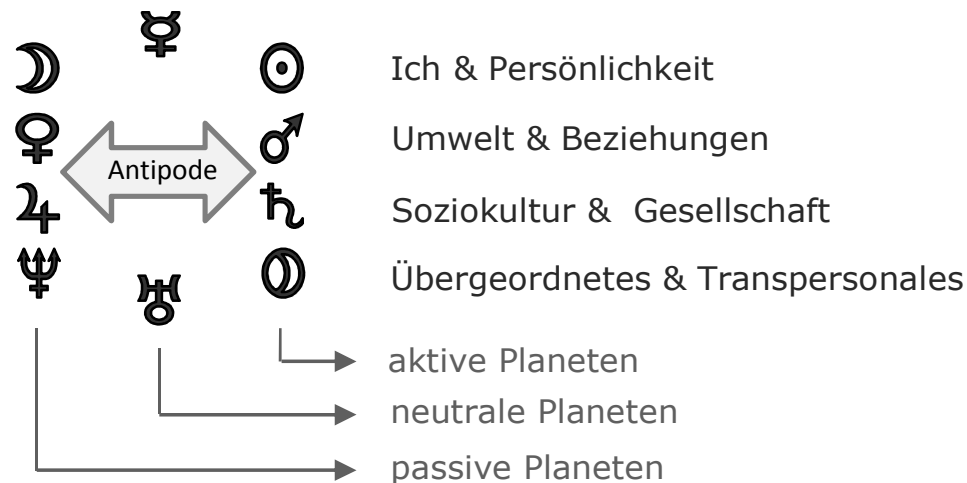 Ich & Persönlichkeit
Umwelt & Beziehungen
Antipode
Soziokultur & Gesellschaft
Übergeordnetes & Transpersonales
aktive Planeten
neutrale Planeten
passive Planeten